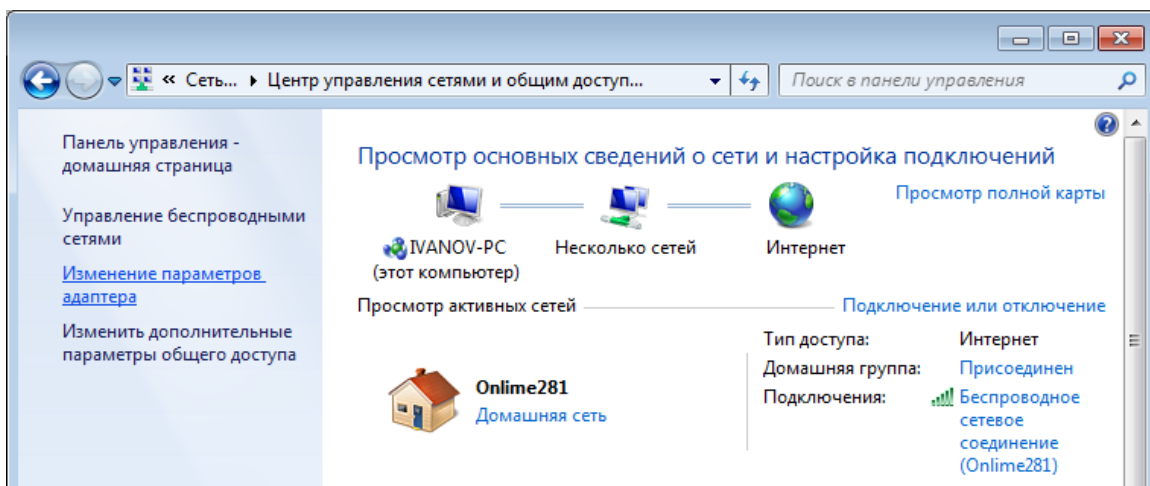 « Сеть... ▸ Центр управления сетями и общим доступ...
Поиск в панели управления
Панель управления -
домашняя страница
Управление беспроводными
сетями
Изменение параметров
адаптера
Изменить дополнительные
параметры общего доступа
Просмотр основных сведений о сети и настройка подключений
Просмотр полной карты
IVANOV-PC
(этот компьютер)
Несколько сетей
Интернет
Просмотр активных сетей
Подключение или отключение
Onlime281
Домашняя сеть
Тип доступа: Интернет
Домашняя группа: Присоединен
Подключения: Беспроводное
сетевое
соединение
(Onlime281)